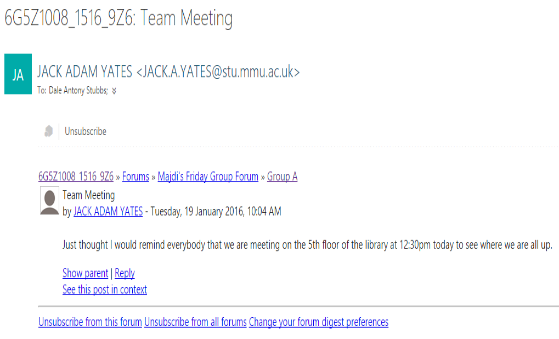 6G5Z1008_1516_9Z6: Team Meeting
JA
JACK ADAM YATES <JACK.A.YATES@stu.mmu.ac.uk>
To: Dale Antony Stubbs;
Unsubscribe
6G5Z1008_1516_9Z6 » Forums » Majdi's Friday Group Forum » Group A
Team Meeting
by JACK ADAM YATES - Tuesday, 19 January 2016, 10:04 AM
Just thought I would remind everybody that we are meeting on the 5th floor of the library at 12:30pm today to see where we are all up.
Show parent | Reply
See this post in context
Unsubscribe from this forum Unsubscribe from all forums Change your forum digest preferences